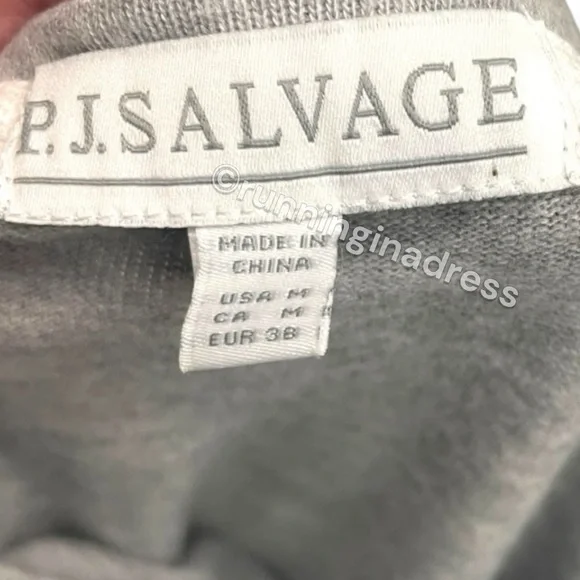 P.J.SALVAGE
©runninginadress
MADE IN
CHINA
USA M
CA M
EUR 38